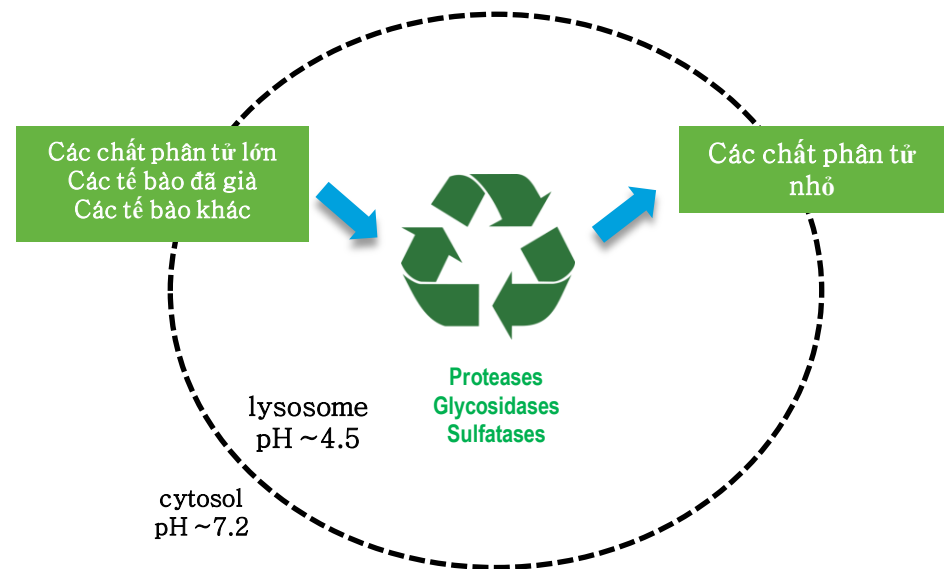 Các chất phân tử lớn
Các tế bào đã già
Các tế bào khác
Các chất phân tử
nhỏ
Proteases
Glycosidases
Sulfatases
lysosome
pH ~4.5
cytosol
pH ~7.2